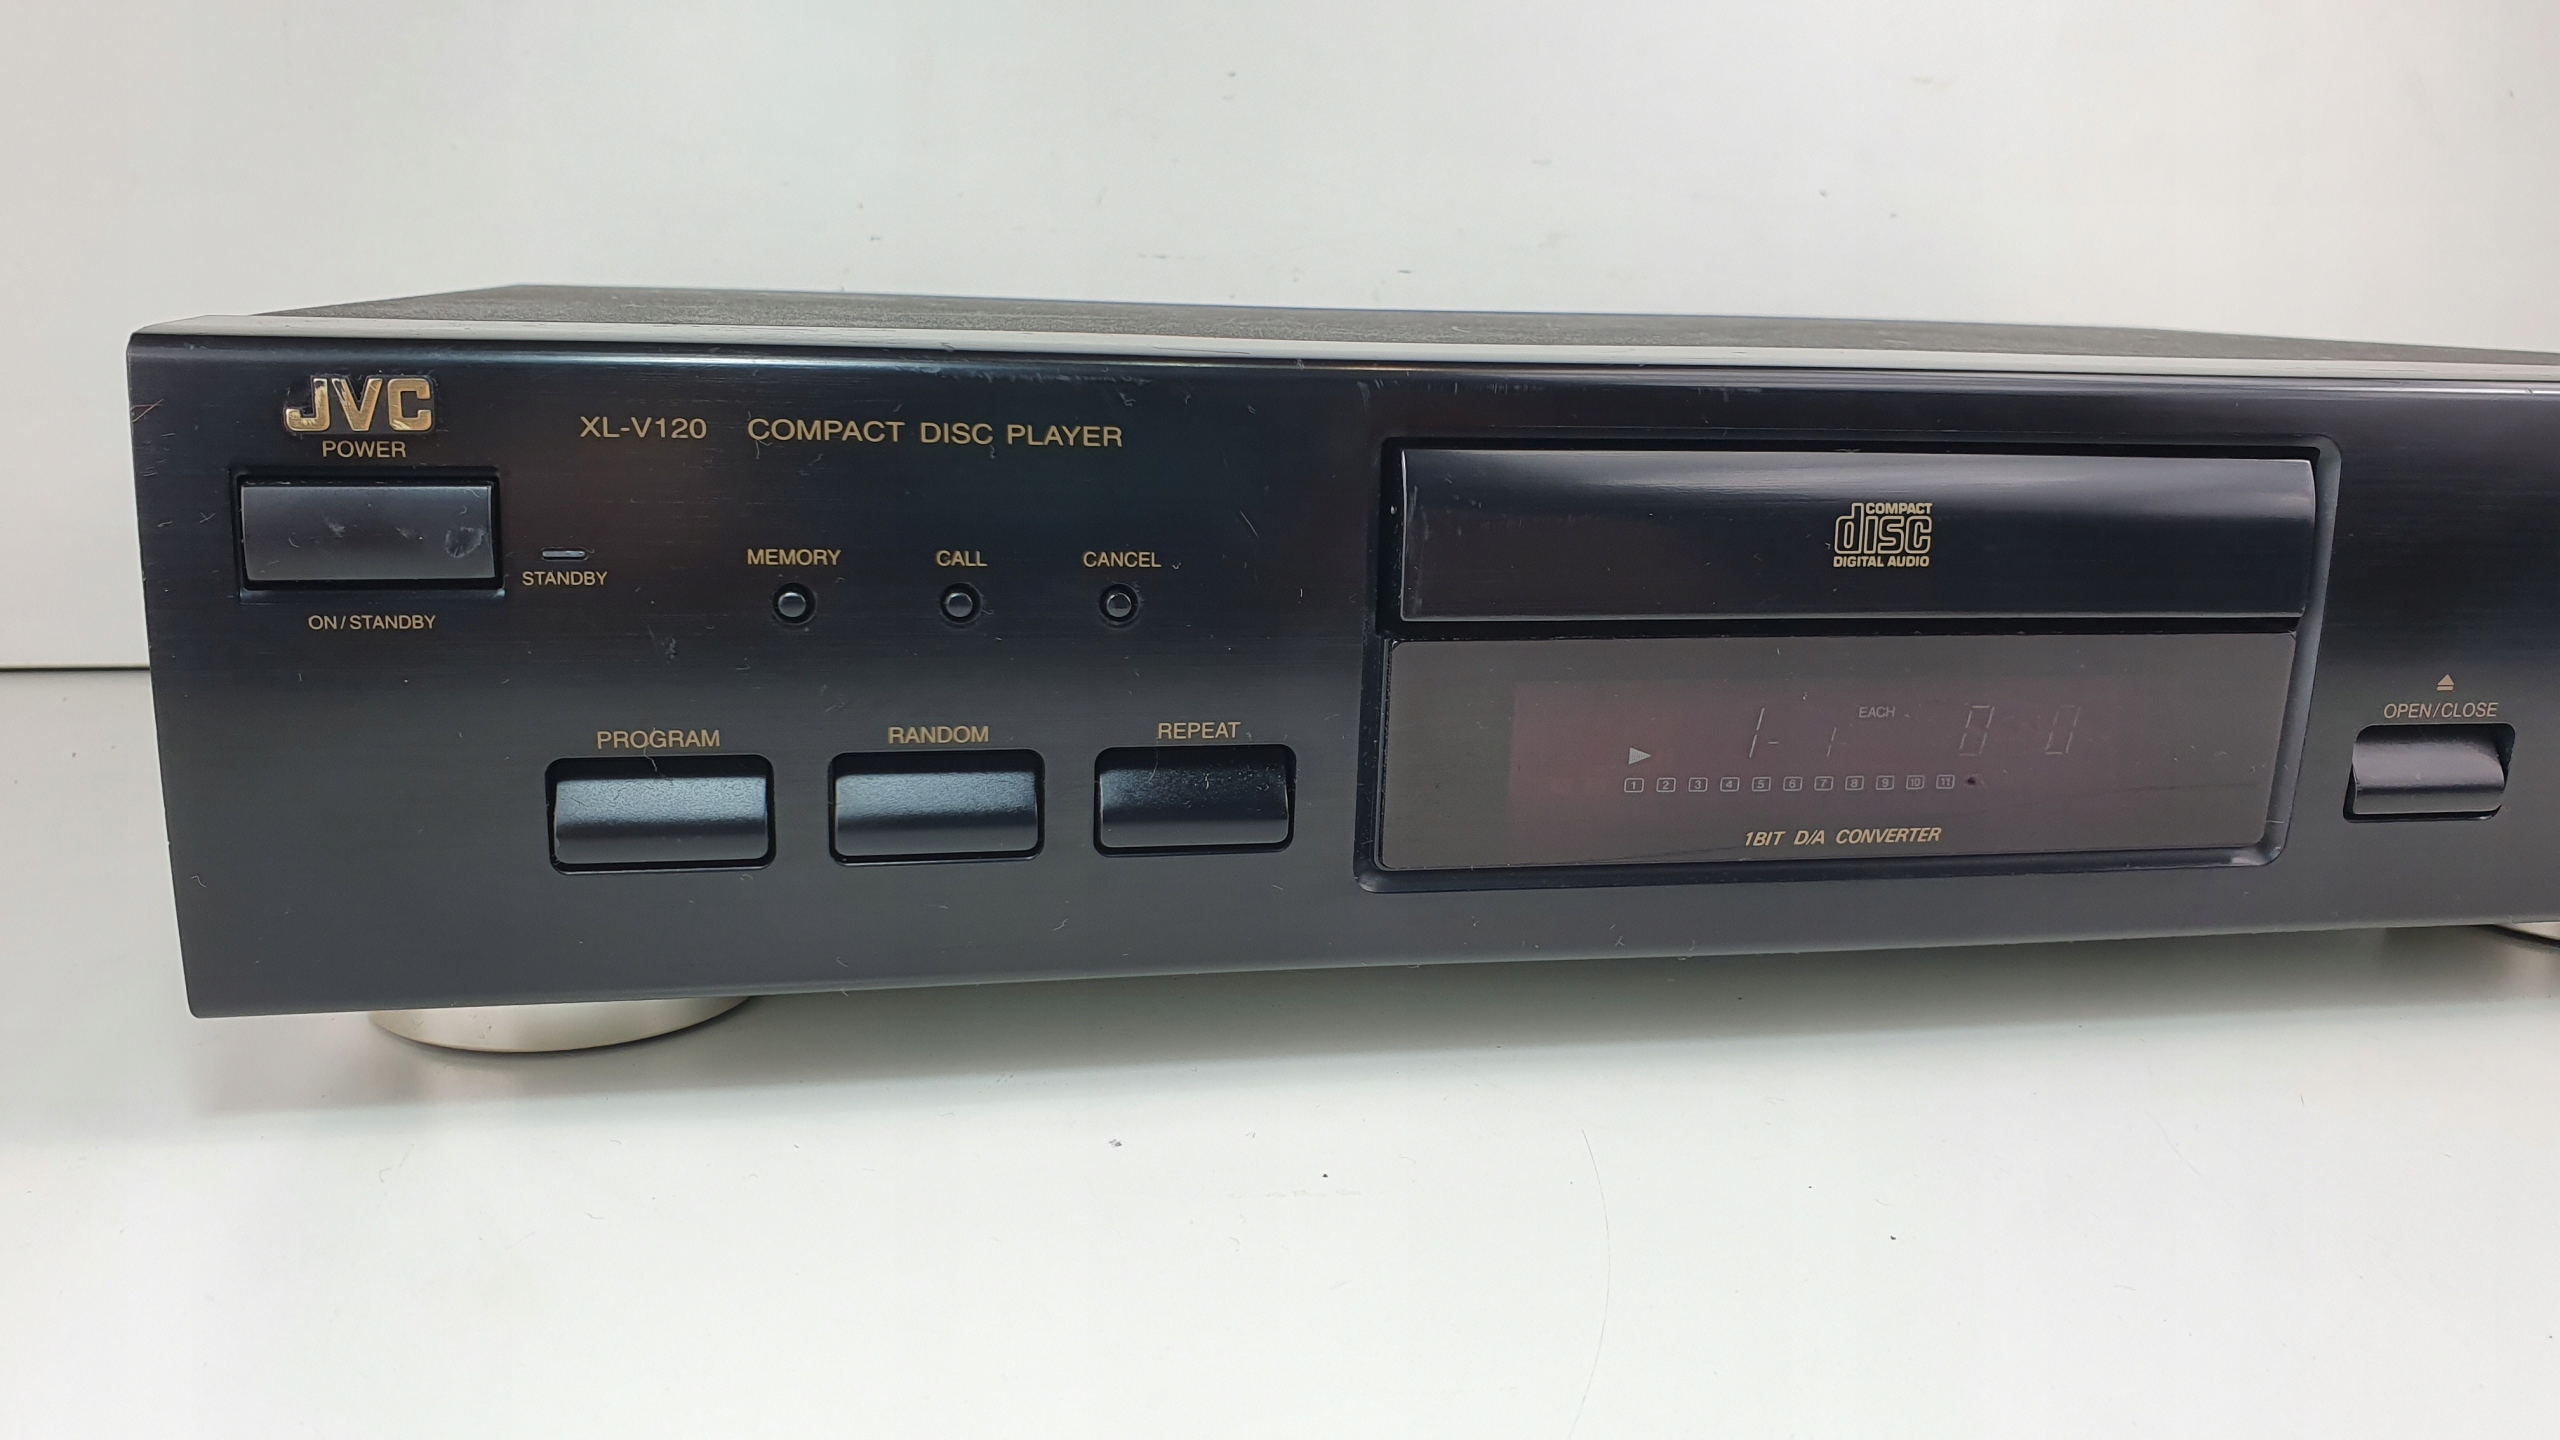 JVC
POWER
XL-V120 COMPACT DISC PLAYER
COMPACT
disc
DIGITAL AUDIO
STANDBY
ON/STANDBY
MEMORY CALL CANCEL
PROGRAM RANDOM REPEAT
EACH
1 2 3 4 5 6 7 8 9 10 11
1BIT D/A CONVERTER
OPEN/CLOSE